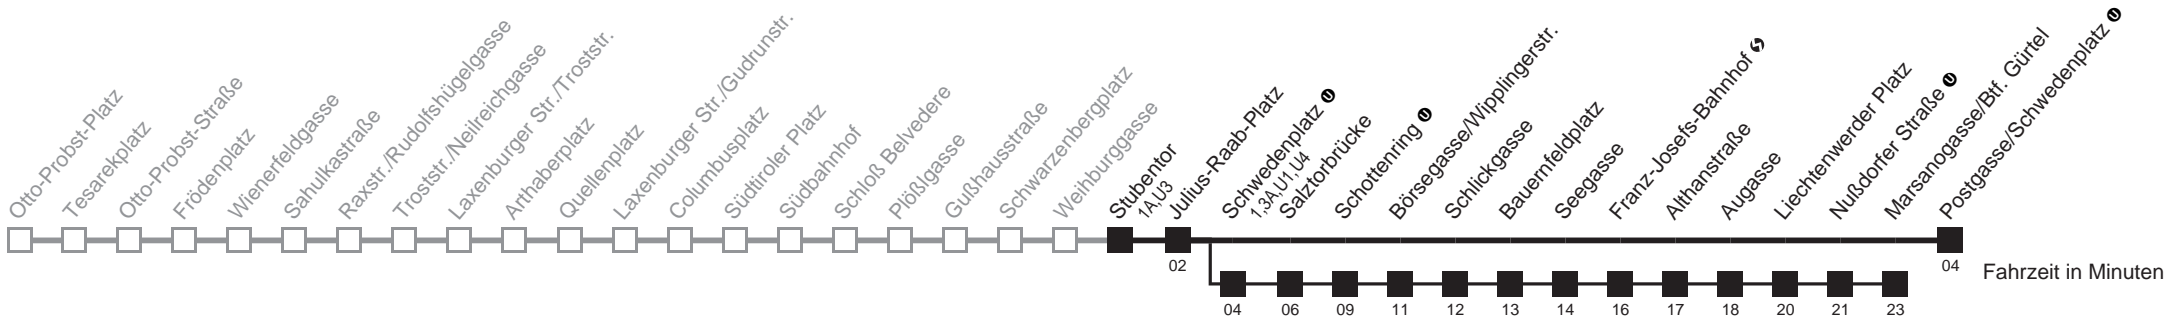 Otto-Probst-Platz
Tesarekplatz
Otto-Probst-Straße
Frödenplatz
Wienerfeldgasse
Sahulkastraße
Raxstr./Rudolfshügelgasse
Troststr./Neilreichgasse
Laxenburger Str./Troststr.
Arthaberplatz
Quellenplatz
Laxenburger Str./Gudrunstr.
Columbusplatz
Südtiroler Platz
Südbahnhof
Schloß Belvedere
Plößlgasse
Gußhausstraße
Schwarzenbergplatz
Weihburggasse
Stubentor
1A,U3
Julius-Raab-Platz
Schwedenplatz U
1,3A,U1,U4
Salztorbrücke
Schottenring U
Börsegasse/Wipplingerstr.
Schlickgasse
Bauernfeldplatz
Seegasse
Franz-Josefs-Bahnhof S
Althanstraße
Augasse
Liechtenwerder Platz
Nußdorfer Straße U
Marsanogasse/Btf. Gürtel
Postgasse/Schwedenplatz U
02
04
Fahrzeit in Minuten
04
06
09
11
12
13
14
16
17
18
20
21
23